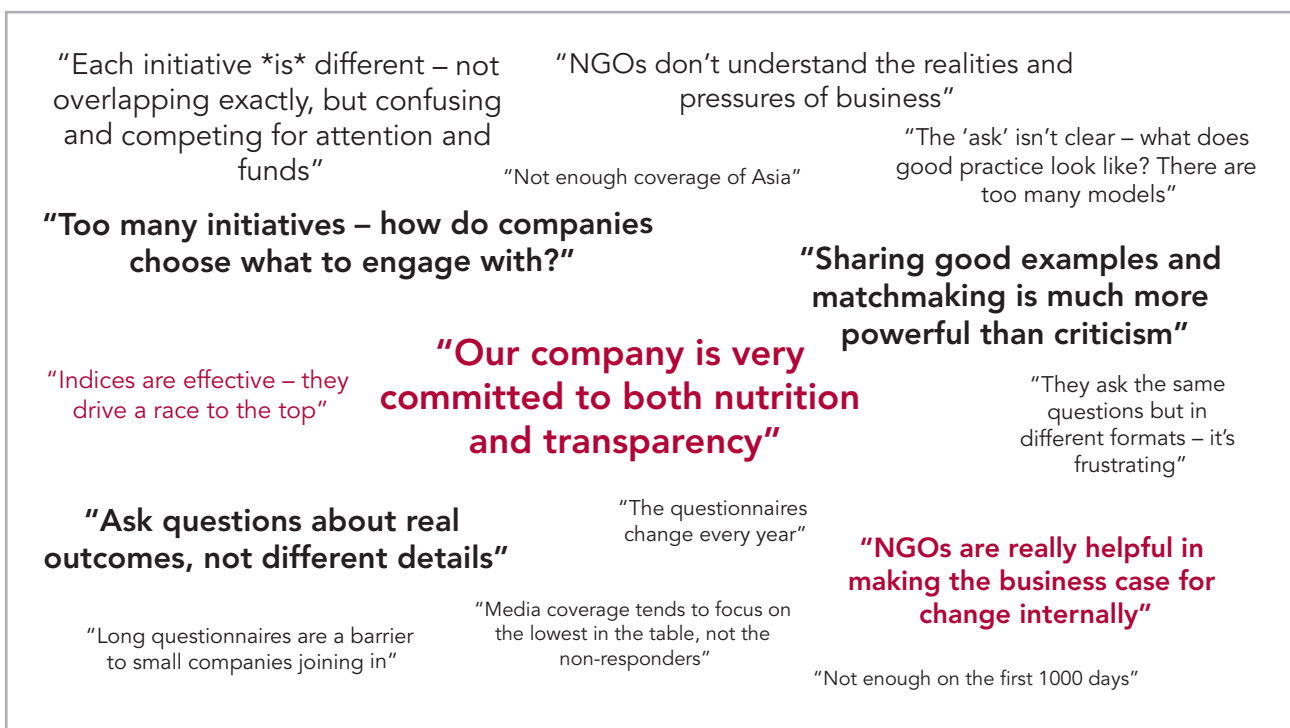 “Each initiative *is* different – not
overlapping exactly, but confusing
and competing for attention and
funds”
“NGOs don’t understand the realities and
pressures of business”
“The ‘ask’ isn’t clear – what does
good practice look like? There are
too many models”
“Not enough coverage of Asia”
“Too many initiatives – how do companies
choose what to engage with?”
“Sharing good examples and
matchmaking is much more
powerful than criticism”
“Our company is very
committed to both nutrition
and transparency”
“Indices are effective – they
drive a race to the top”
“They ask the same
questions but in
different formats – it’s
frustrating”
“Ask questions about real
outcomes, not different details”
“The questionnaires
change every year”
“NGOs are really helpful in
making the business case for
change internally”
“Long questionnaires are a barrier
to small companies joining in”
“Media coverage tends to focus on
the lowest in the table, not the
non-responders”
“Not enough on the first 1000 days”